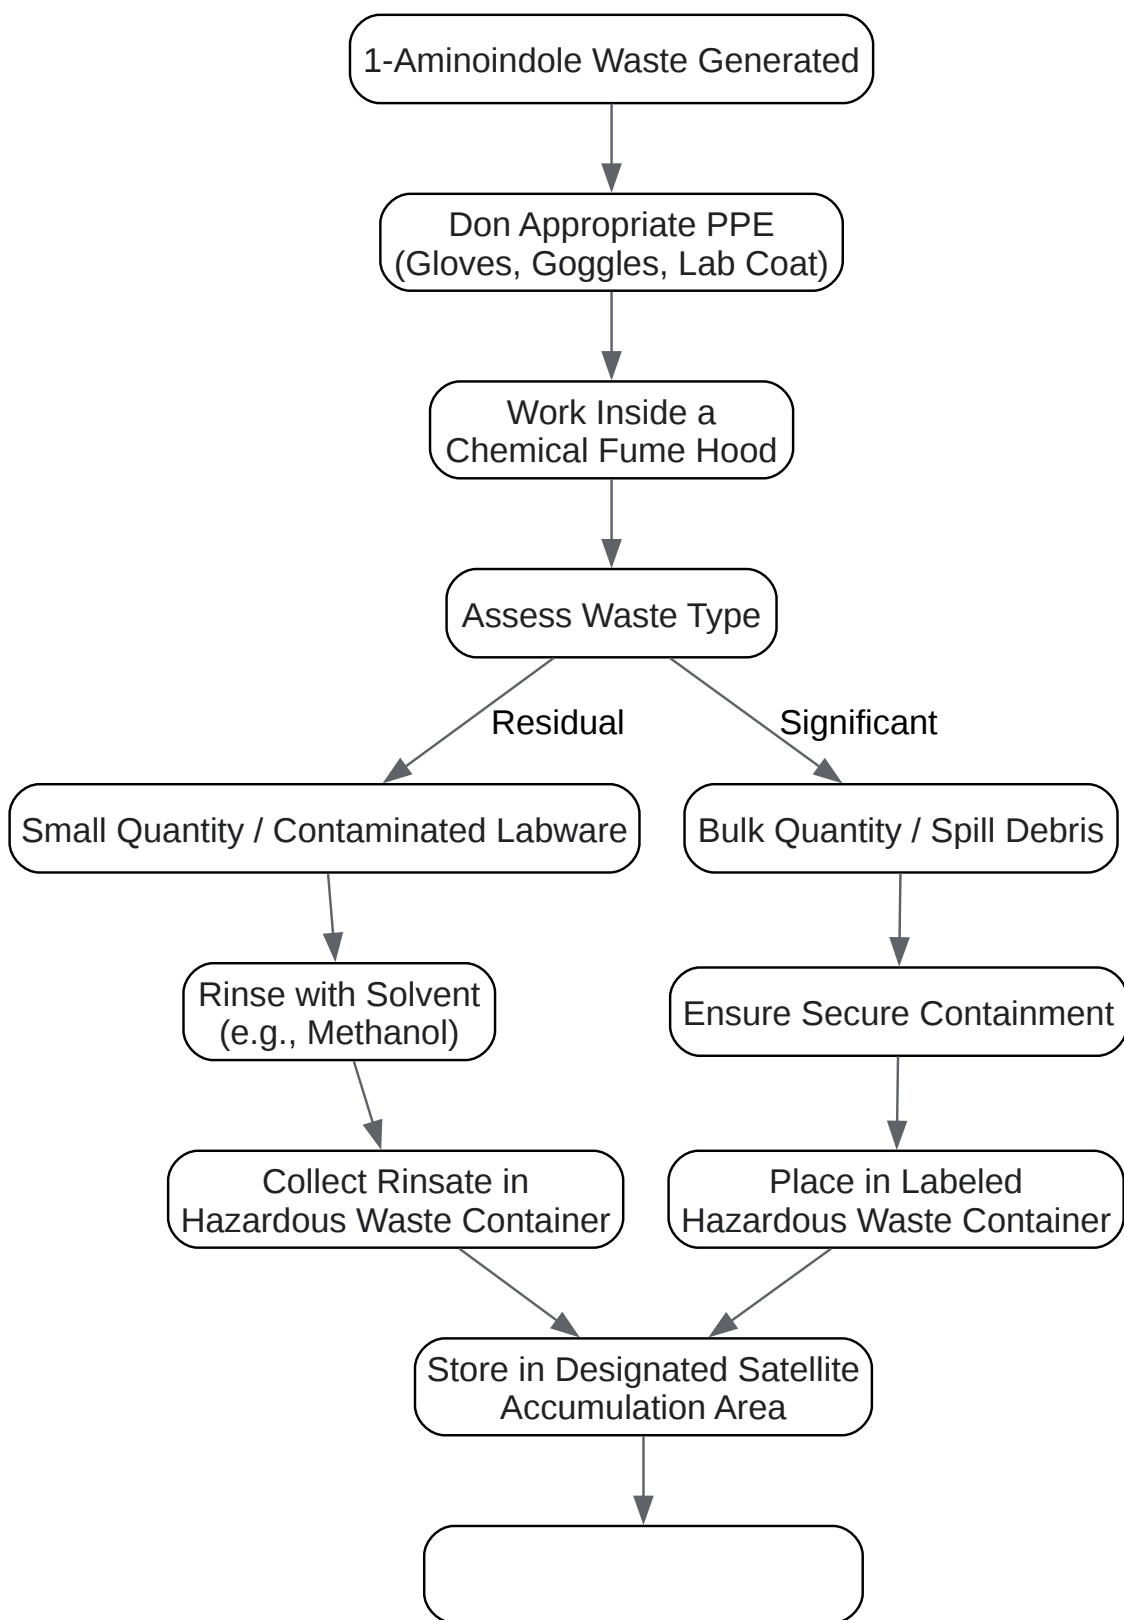 1-Aminoindole Waste Generated
Don Appropriate PPE
(Gloves, Goggles, Lab Coat)
Work Inside a
Chemical Fume Hood
Assess Waste Type
Residual
Significant
Small Quantity / Contaminated Labware
Bulk Quantity / Spill Debris
Rinse with Solvent
(e.g., Methanol)
Ensure Secure Containment
Collect Rinsate in
Hazardous Waste Container
Place in Labeled
Hazardous Waste Container
Store in Designated Satellite
Accumulation Area